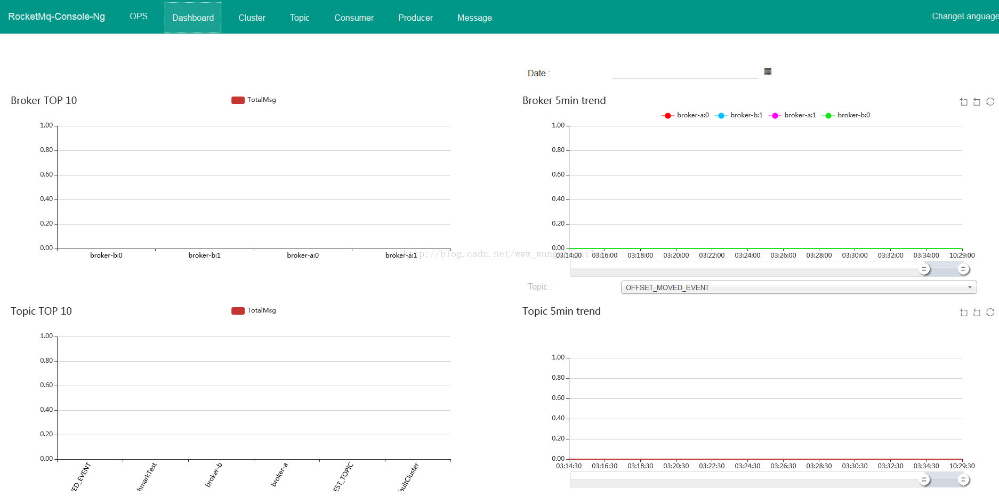 RocketMq-Console-Ng OPS Dashboard Cluster Topic Consumer Producer Message ChangeLanguage
Date :
Broker TOP 10
TotalMsg
1.00
0.80
0.60
0.40
0.20
0.00
broker-b:0 broker-b:1 broker-a:0 broker-a:1
Broker 5min trend
broker-a:0 broker-b:1 broker-a:1 broker-b:0
1.00
0.80
0.60
0.40
0.20
0.00
03:14:00 03:16:00 03:18:00 03:20:00 03:22:00 03:24:00 03:26:00 03:28:00 03:30:00 03:32:00 03:34:00 10:29:00
Topic : OFFSET_MOVED_EVENT
Topic TOP 10
TotalMsg
1.00
0.80
0.60
0.40
0.20
0.00
VED_EVENT hmarkTest broker-b broker-a EST_TOPIC aultCluster
Topic 5min trend
1.00
0.80
0.60
0.40
0.20
0.00
03:14:30 03:16:30 03:18:30 03:20:30 03:22:30 03:24:30 03:26:30 03:28:30 03:30:30 03:32:30 03:34:30 10:29:30